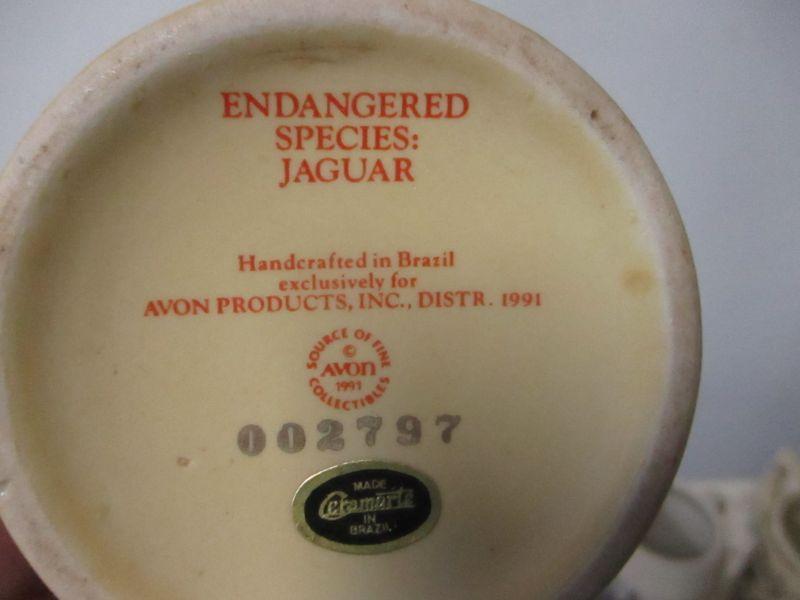 ENDANGERED
SPECIES:
JAGUAR
Handcrafted in Brazil
exclusively for
AVON PRODUCTS, INC., DISTR. 1991
SOURCE OF FINE
©
AVON
1991
COLLECTIBLES
002797
MADE
Ceramarte
IN
BRAZIL